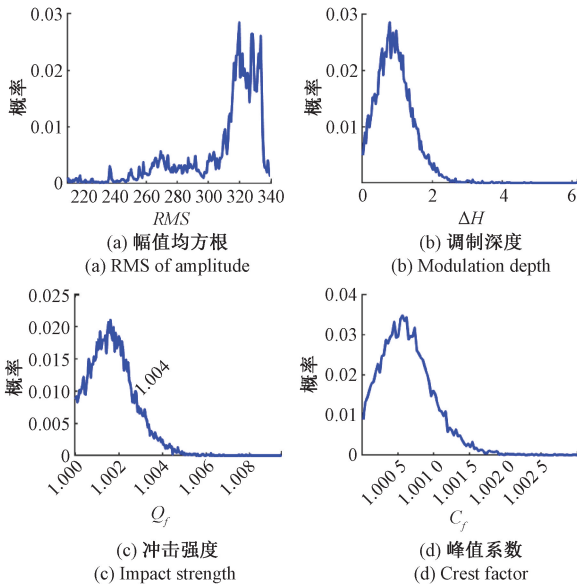 0.03
0.02
0.01
0
概率
220 240 260 280 300 320 340
RMS
(a) 幅值均方根
(a) RMS of amplitude
0.03
0.02
0.01
0
概率
0 2 4 6
ΔH
(b) 调制深度
(b) Modulation depth
0.025
0.020
0.015
0.010
0.005
0.000
概率
1.004
1.000 1.002 1.004 1.006 1.008
Qf
(c) 冲击强度
(c) Impact strength
0.04
0.03
0.02
0.01
0
概率
1.000 5 1.001 0 1.001 5 1.002 0 1.002 5
Cf
(d) 峰值系数
(d) Crest factor